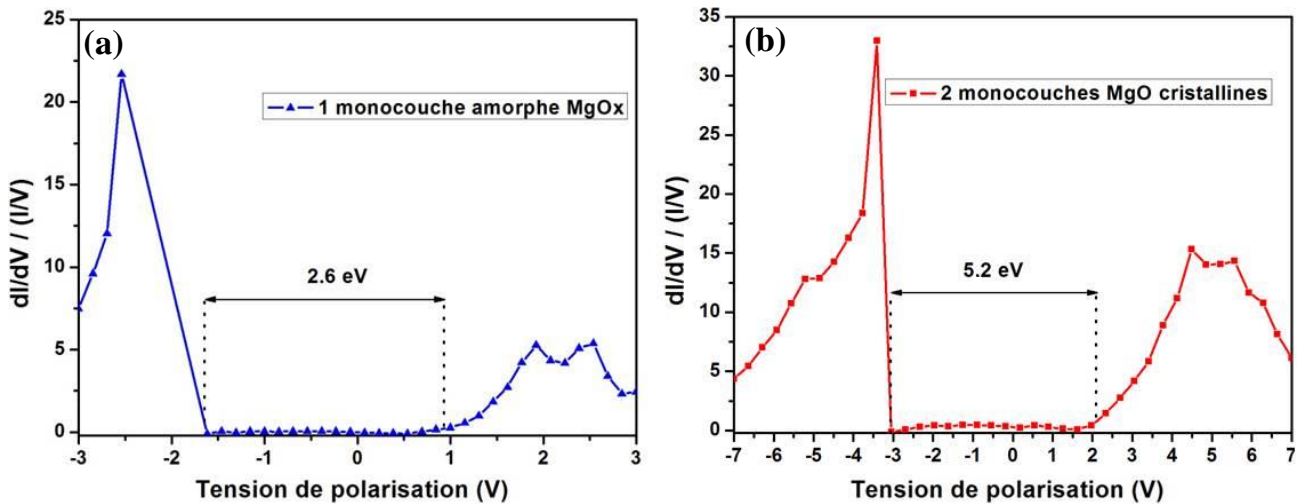 (a)
1 monocouche amorphe MgOx
2.6 eV
dI/dV / (I/V)
25
20
15
10
5
0
-3 -2 -1 0 1 2 3
Tension de polarisation (V)
(b)
2 monocouches MgO cristallines
5.2 eV
dI/dV / (I/V)
35
30
25
20
15
10
5
0
-7 -6 -5 -4 -3 -2 -1 0 1 2 3 4 5 6 7
Tension de polarisation (V)